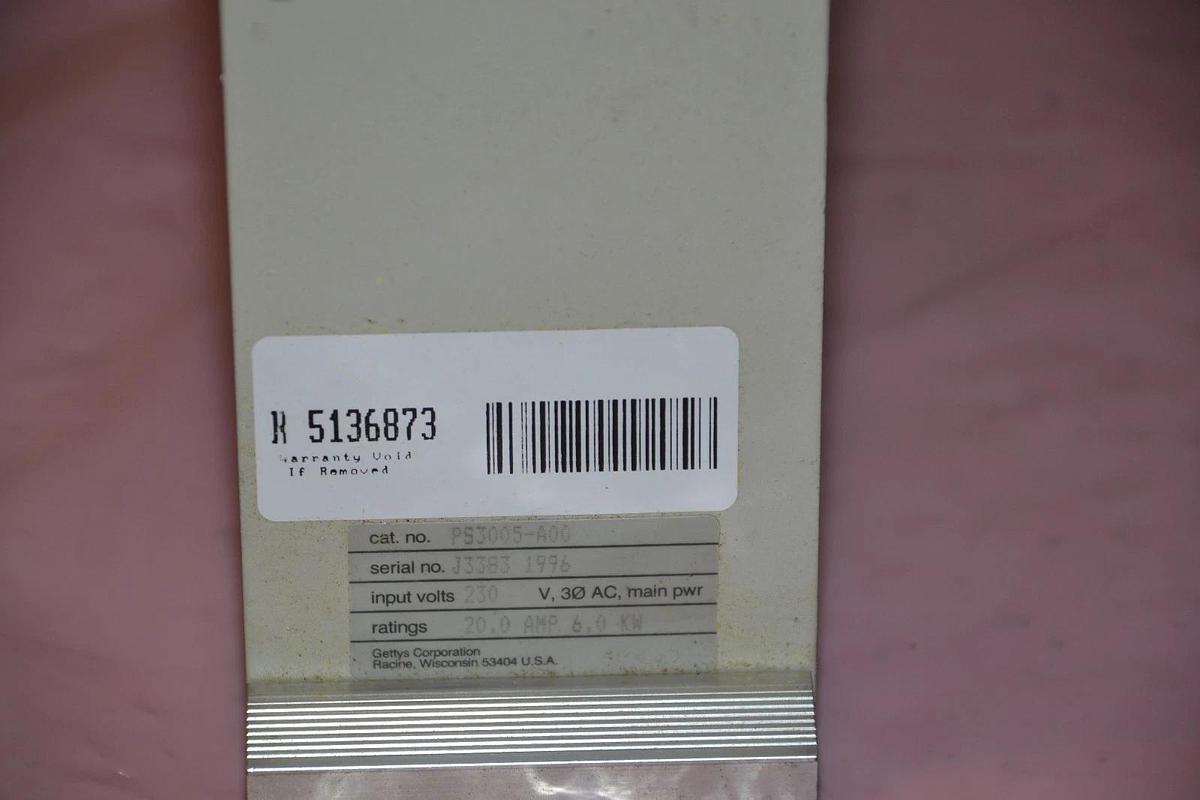 R 5136873
Warranty Void
If Removed
cat. no. PS3005-A00
serial no. J3383 1996
input volts 230 V, 3Ø AC, main pwr
ratings 20.0 AMP. 6.0 KW
Gettys Corporation
Racine, Wisconsin 53404 U.S.A.